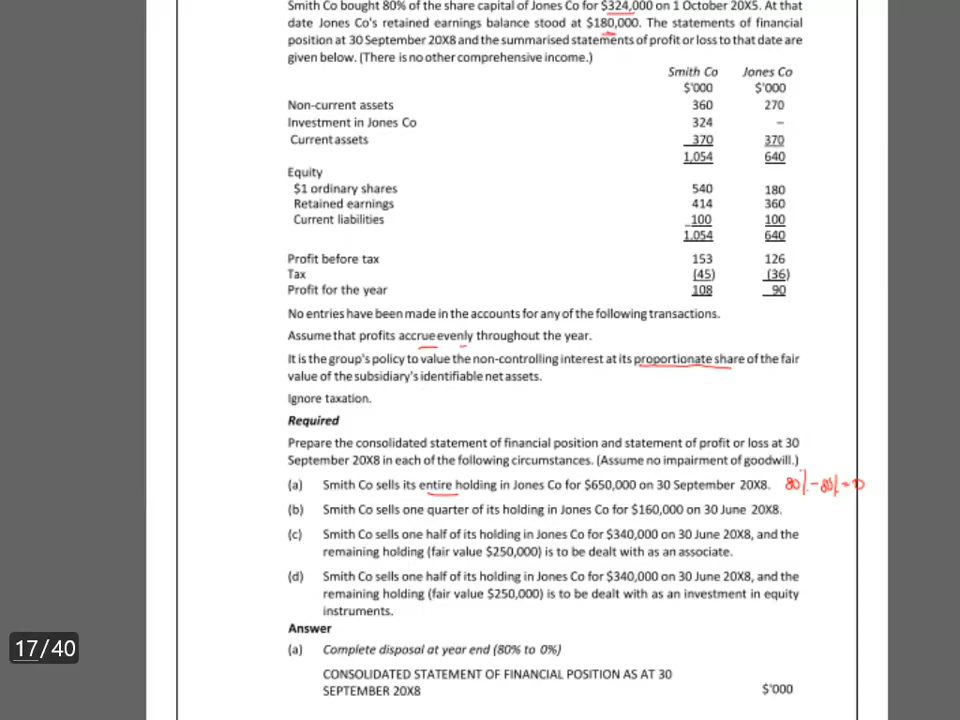 Smith Co bought 80% of the share capital of Jones Co for $324,000 on 1 October 20X5. At that
date Jones Co's retained earnings balance stood at $180,000. The statements of financial
position at 30 September 20X8 and the summarised statements of profit or loss to that date are
given below. (There is no other comprehensive income.)
Smith Co Jones Co
$'000 $'000
Non-current assets 360 270
Investment in Jones Co 324 –
Current assets 370 370
1,054 640
Equity
$1 ordinary shares 540 180
Retained earnings 414 360
Current liabilities 100 100
1,054 640
Profit before tax 153 126
Tax (45) (36)
Profit for the year 108 90
No entries have been made in the accounts for any of the following transactions.
Assume that profits accrue evenly throughout the year.
It is the group's policy to value the non-controlling interest at its proportionate share of the fair
value of the subsidiary's identifiable net assets.
Ignore taxation.
Required
Prepare the consolidated statement of financial position and statement of profit or loss at 30
September 20X8 in each of the following circumstances. (Assume no impairment of goodwill.)
(a) Smith Co sells its entire holding in Jones Co for $650,000 on 30 September 20X8. 80% - 80% = 0
(b) Smith Co sells one quarter of its holding in Jones Co for $160,000 on 30 June 20X8.
(c) Smith Co sells one half of its holding in Jones Co for $340,000 on 30 June 20X8, and the
remaining holding (fair value $250,000) is to be dealt with as an associate.
(d) Smith Co sells one half of its holding in Jones Co for $340,000 on 30 June 20X8, and the
remaining holding (fair value $250,000) is to be dealt with as an investment in equity
instruments.
Answer
(a) Complete disposal at year end (80% to 0%)
CONSOLIDATED STATEMENT OF FINANCIAL POSITION AS AT 30
SEPTEMBER 20X8 $'000
17/40